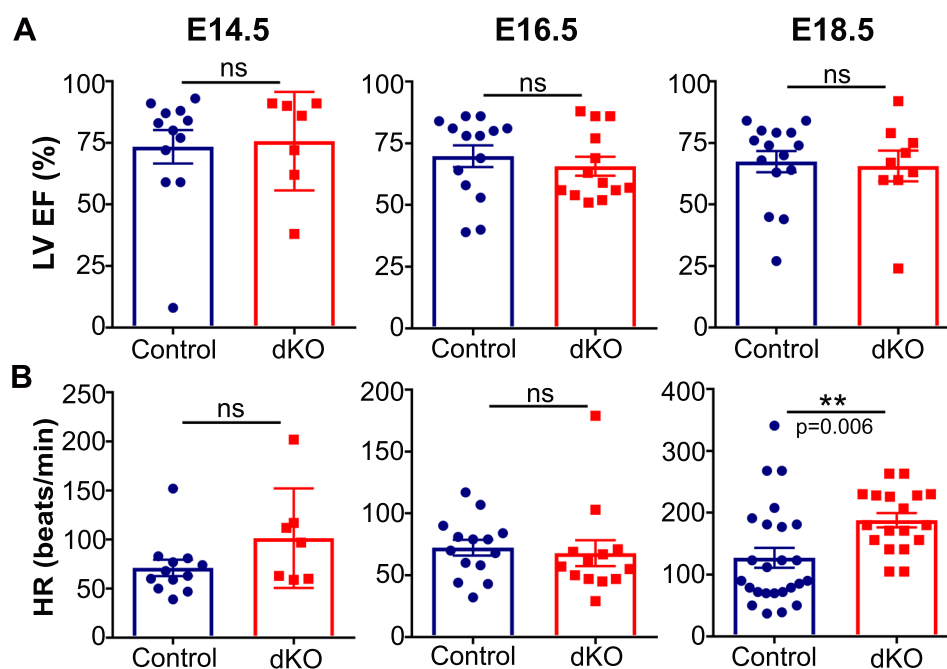 A
E14.5
E16.5
E18.5
LV EF (%)
100
75
50
25
0
ns
Control
dKO
100
75
50
25
0
ns
Control
dKO
100
75
50
25
0
ns
Control
dKO
B
HR (beats/min)
250
200
150
100
50
0
ns
Control
dKO
200
150
100
50
0
ns
Control
dKO
400
300
200
100
0
**
p=0.006
Control
dKO